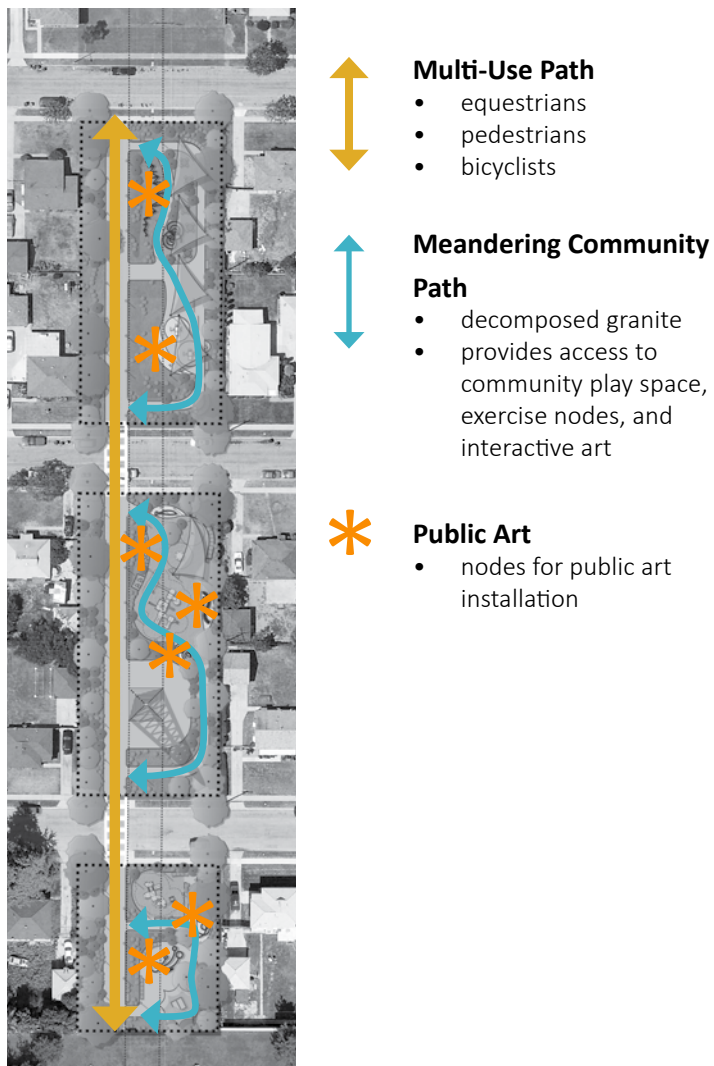 Multi-Use Path
• equestrians
• pedestrians
• bicyclists
Meandering Community
Path
• decomposed granite
• provides access to
community play space,
exercise nodes, and
interactive art
Public Art
• nodes for public art
installation